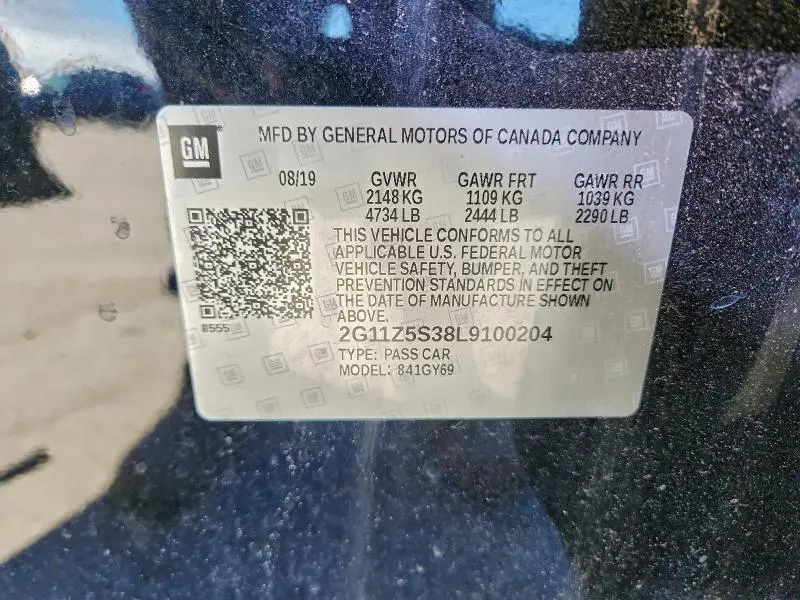 GM
MFD BY GENERAL MOTORS OF CANADA COMPANY
08/19 GVWR GAWR FRT GAWR RR
2148 KG 1109 KG 1039 KG
4734 LB 2444 LB 2290 LB
THIS VEHICLE CONFORMS TO ALL
APPLICABLE U.S. FEDERAL MOTOR
VEHICLE SAFETY, BUMPER, AND THEFT
PREVENTION STANDARDS IN EFFECT ON
THE DATE OF MANUFACTURE SHOWN
ABOVE.
8555
2G11Z5S38L9100204
TYPE: PASS CAR
MODEL: 841GY69